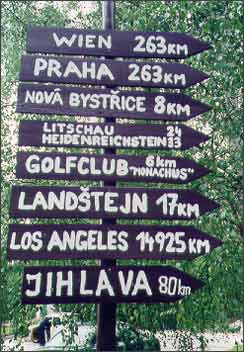 WIEN 263KM
PRAHA 263KM
NOVÁ BYSTŘICE 8KM
LITSCHAU 24
HEIDENREICHSTEIN 33
GOLFCLUB 6km
"MONACHUS"
LANDŠTEJN 17KM
LOS ANGELES 14925KM
JIHLAVA 80km